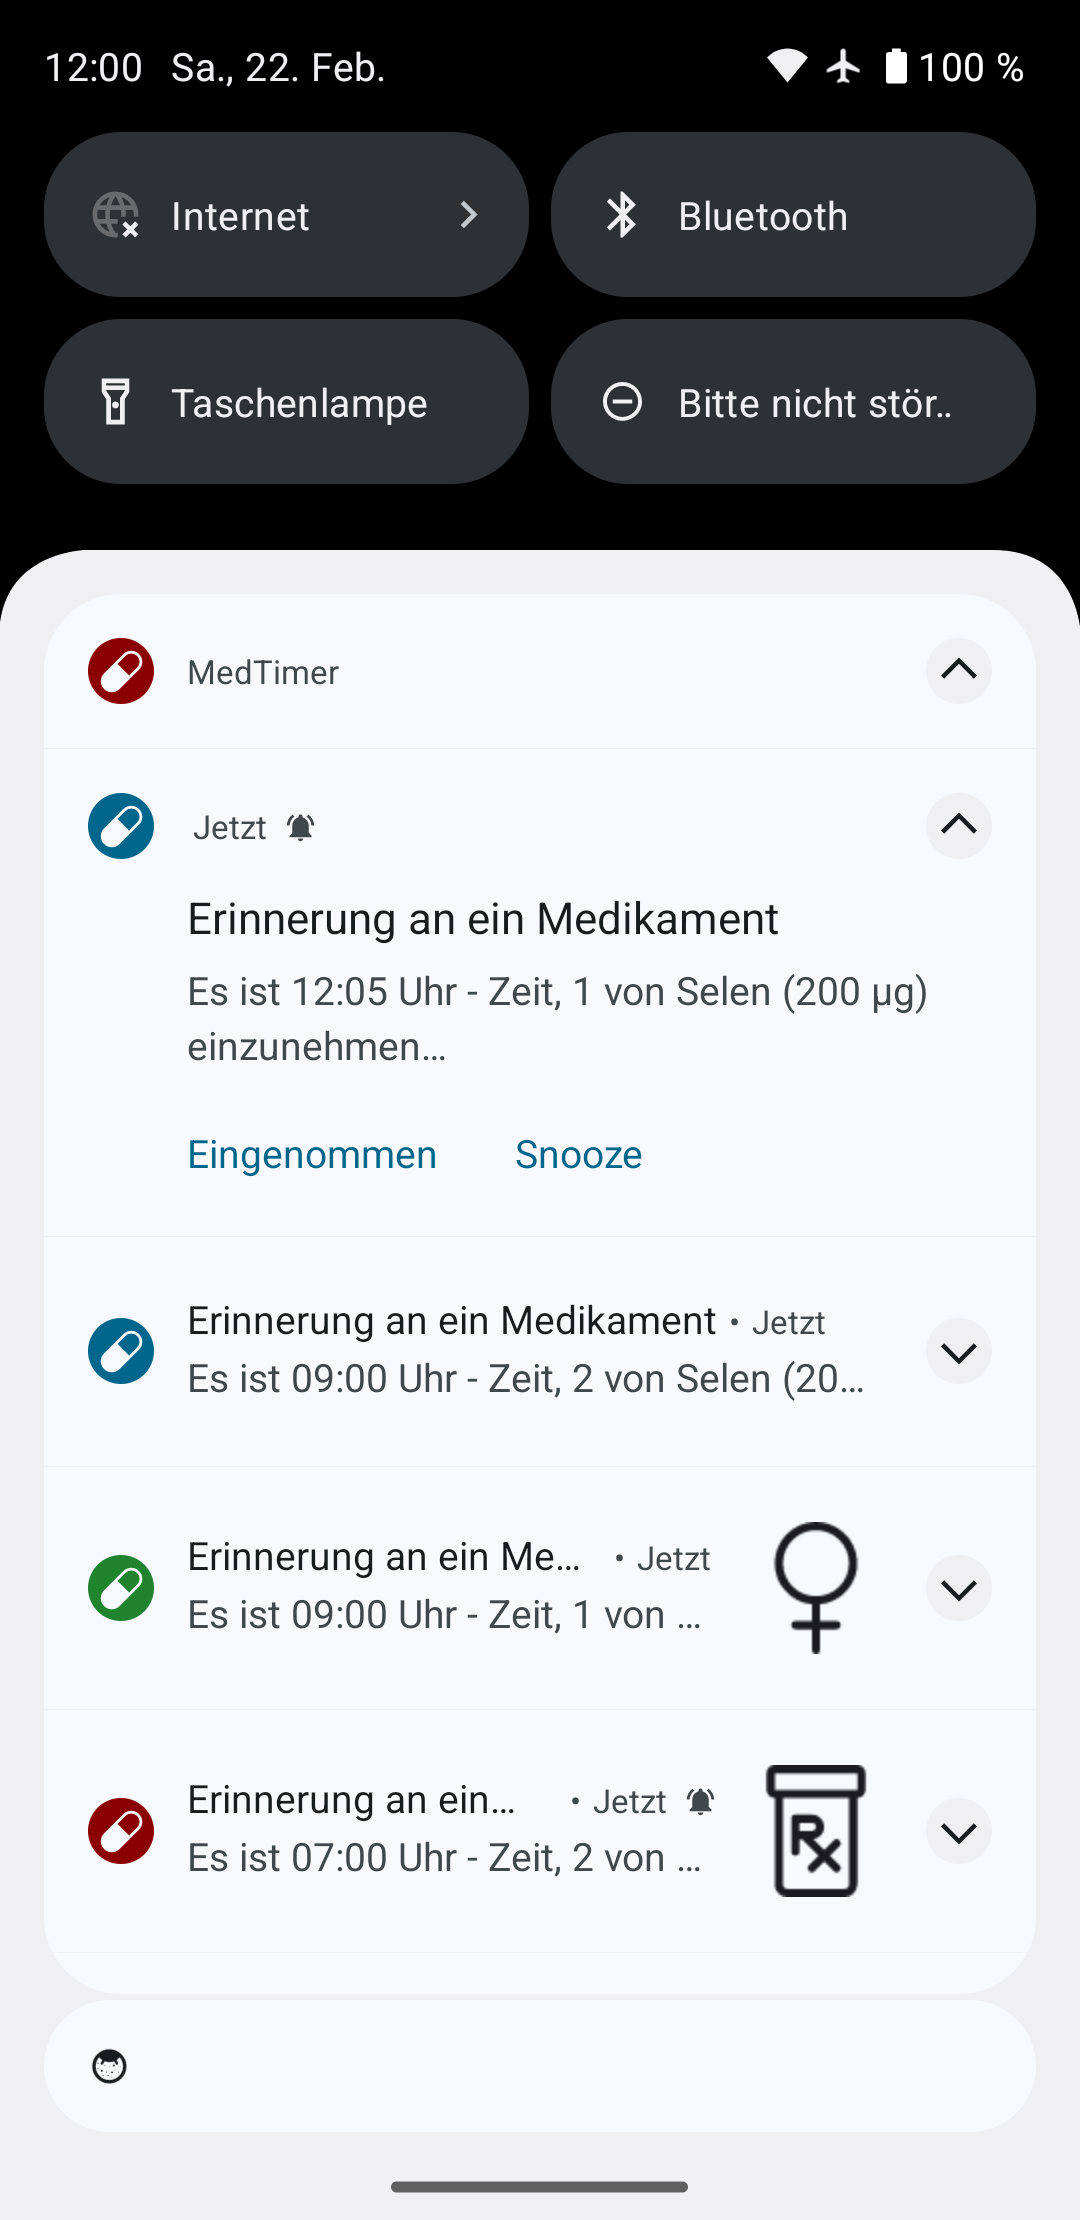 12:00 Sa., 22. Feb. 100 %
Internet Bluetooth
Taschenlampe Bitte nicht stör..
MedTimer
Jetzt
Erinnerung an ein Medikament
Es ist 12:05 Uhr - Zeit, 1 von Selen (200 µg)
einzunehmen…
Eingenommen Snooze
Erinnerung an ein Medikament • Jetzt
Es ist 09:00 Uhr - Zeit, 2 von Selen (20…
Erinnerung an ein Me… • Jetzt
Es ist 09:00 Uhr - Zeit, 1 von …
Erinnerung an ein… • Jetzt
Es ist 07:00 Uhr - Zeit, 2 von …
Rx